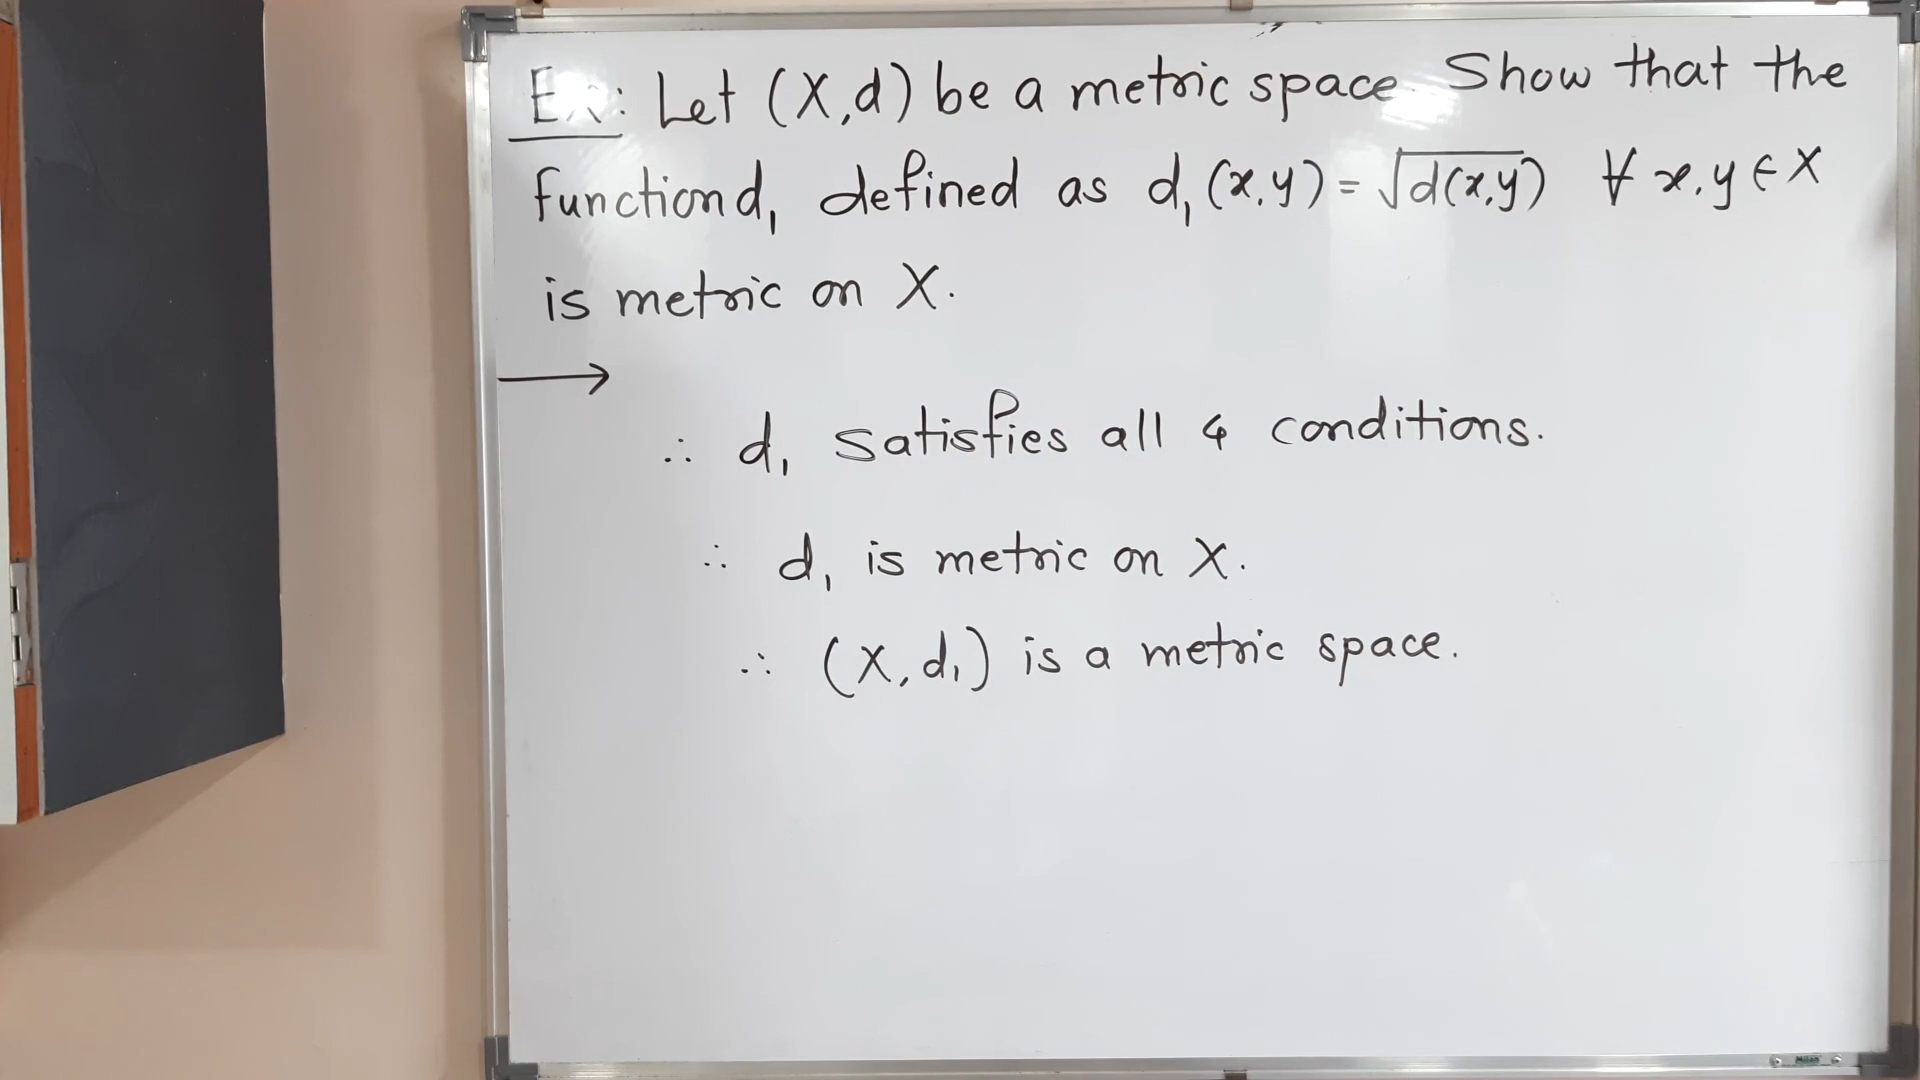 Ex: Let (X,d) be a metric space. Show that the
function d₁ defined as d₁(x,y) = √d(x,y) ∀ x,y ∈ X
is metric on X.
→
∴ d₁ satisfies all 4 conditions.
∴ d₁ is metric on X.
∴ (X,d₁) is a metric space.